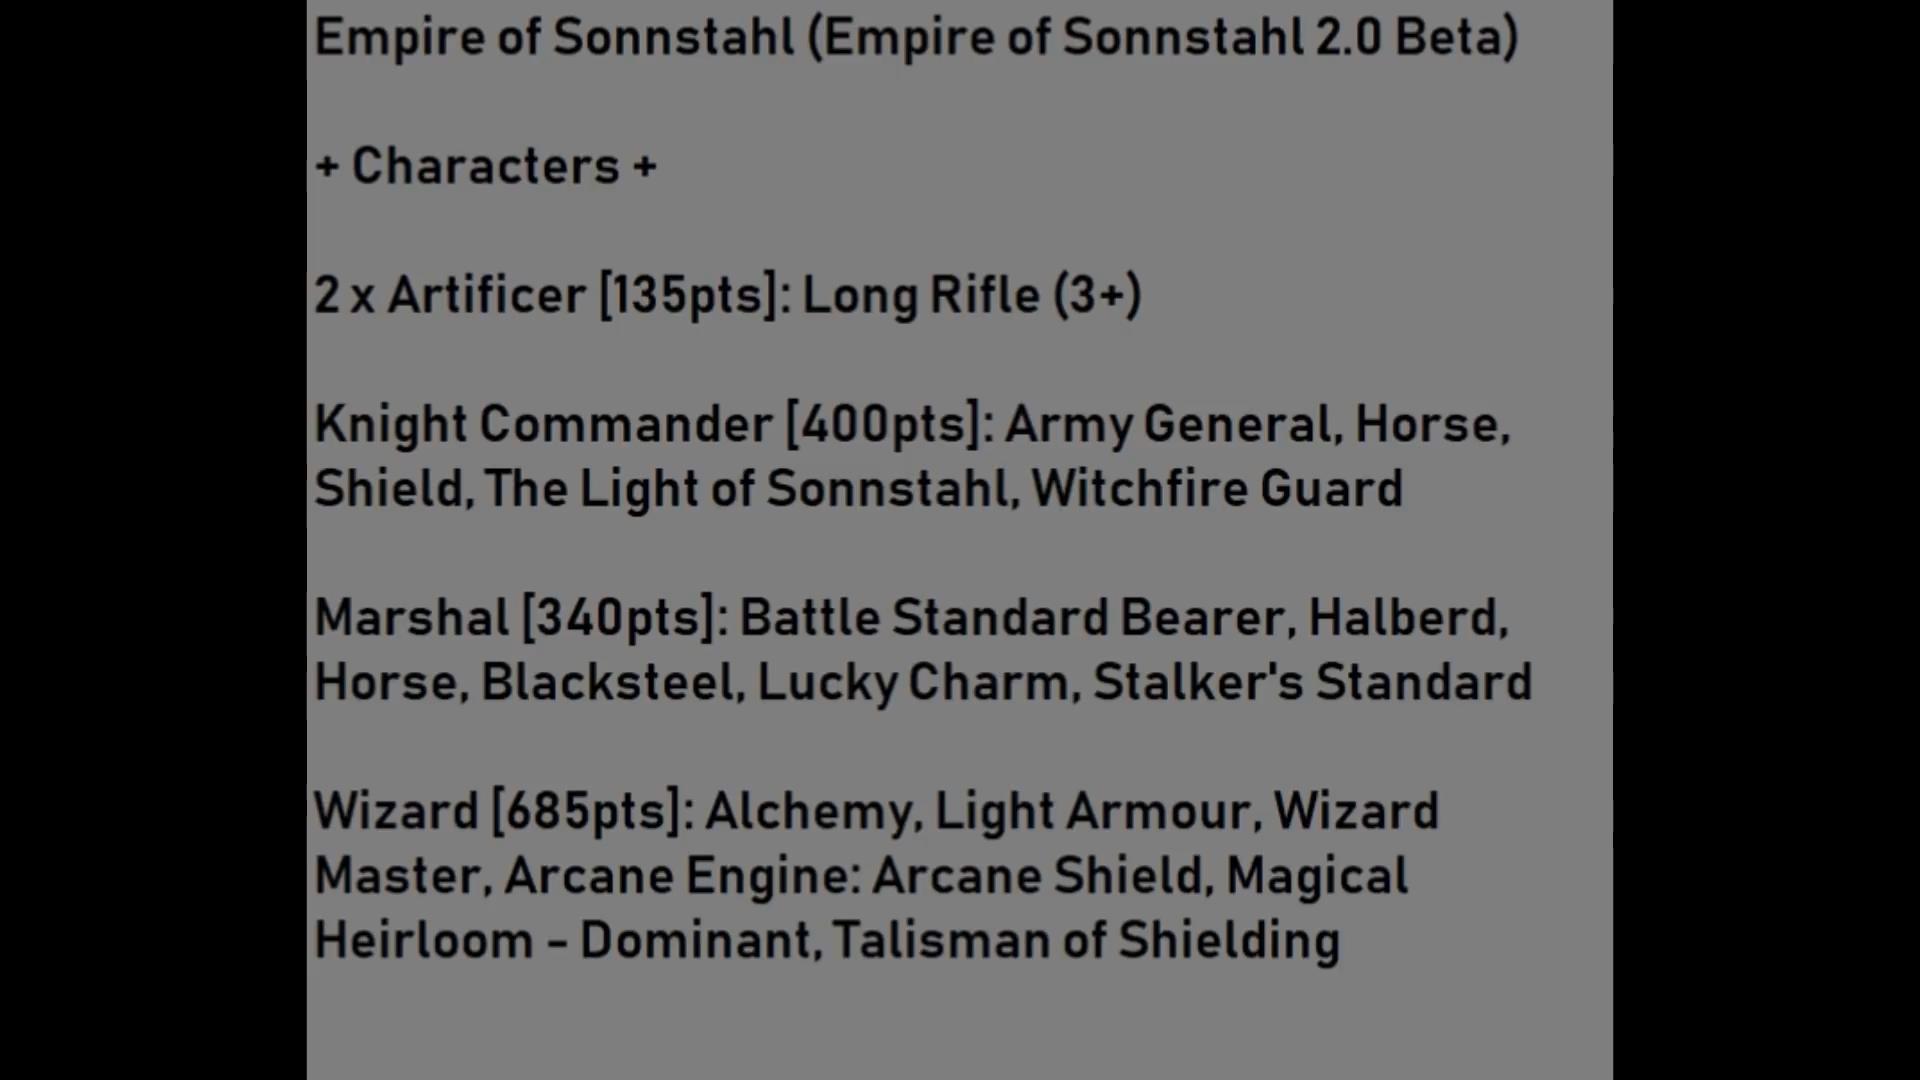 Empire of Sonnstahl (Empire of Sonnstahl 2.0 Beta)
+ Characters +
2 x Artificer [135pts]: Long Rifle (3+)
Knight Commander [400pts]: Army General, Horse,
Shield, The Light of Sonnstahl, Witchfire Guard
Marshal [340pts]: Battle Standard Bearer, Halberd,
Horse, Blacksteel, Lucky Charm, Stalker's Standard
Wizard [685pts]: Alchemy, Light Armour, Wizard
Master, Arcane Engine: Arcane Shield, Magical
Heirloom - Dominant, Talisman of Shielding